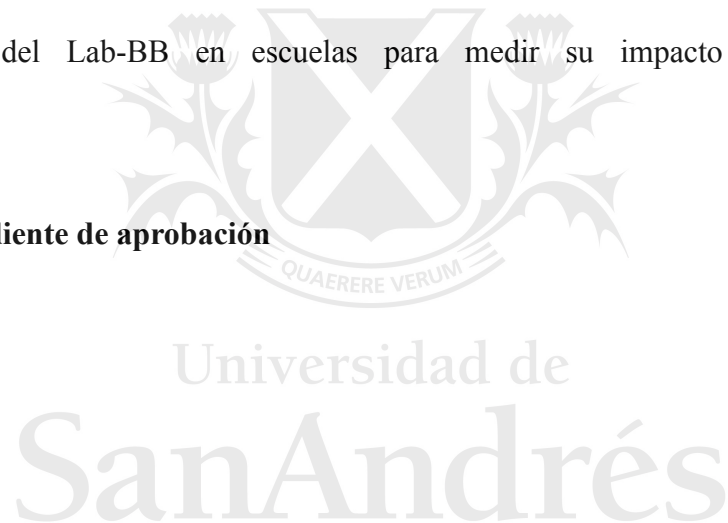 del Lab-BB en escuelas para medir su impacto
diente de aprobación
QUAERERE VERUM
Universidad de
SanAndrés